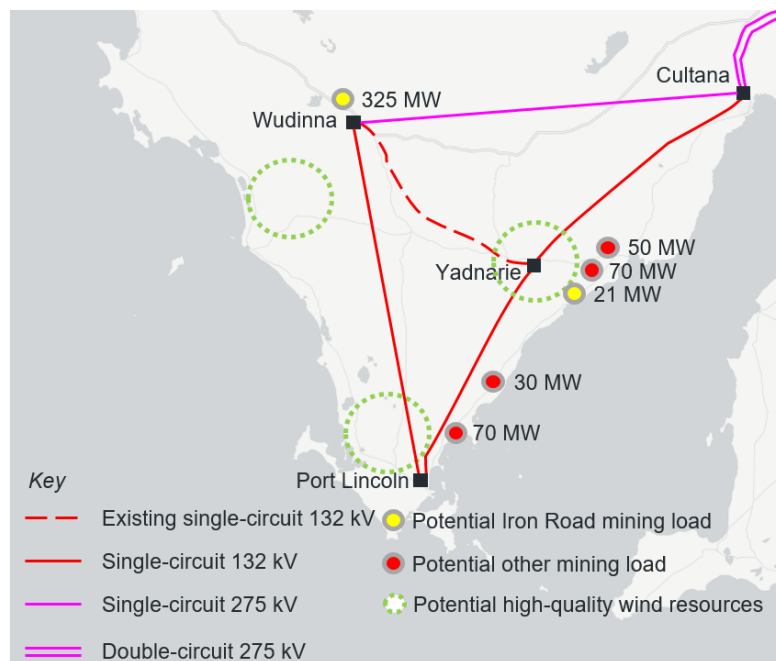 Cultana
325 MW
Wudinna
50 MW
Yadnarie
70 MW
21 MW
30 MW
70 MW
Port Lincoln
Key
Existing single-circuit 132 kV
Single-circuit 132 kV
Single-circuit 275 kV
Double-circuit 275 kV
Potential Iron Road mining load
Potential other mining load
Potential high-quality wind resources